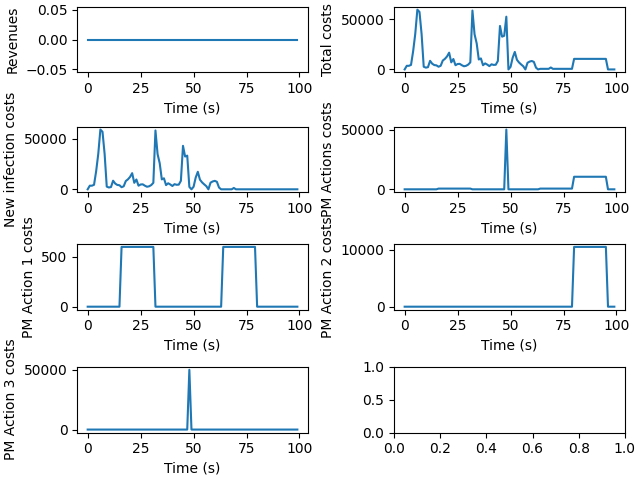 Revenues
0.05
0.00
−0.05
0 25 50 75 100
Time (s)
Total costs
50000
0
0 25 50 75 100
Time (s)
New infection costs
50000
0
0 25 50 75 100
Time (s)
PM Actions costs
50000
0
0 25 50 75 100
Time (s)
PM Action 1 costs
500
0
0 25 50 75 100
Time (s)
PM Action 2 costs
10000
0
0 25 50 75 100
Time (s)
PM Action 3 costs
50000
0
0 25 50 75 100
Time (s)
1.0
0.5
0.0
0.0 0.2 0.4 0.6 0.8 1.0